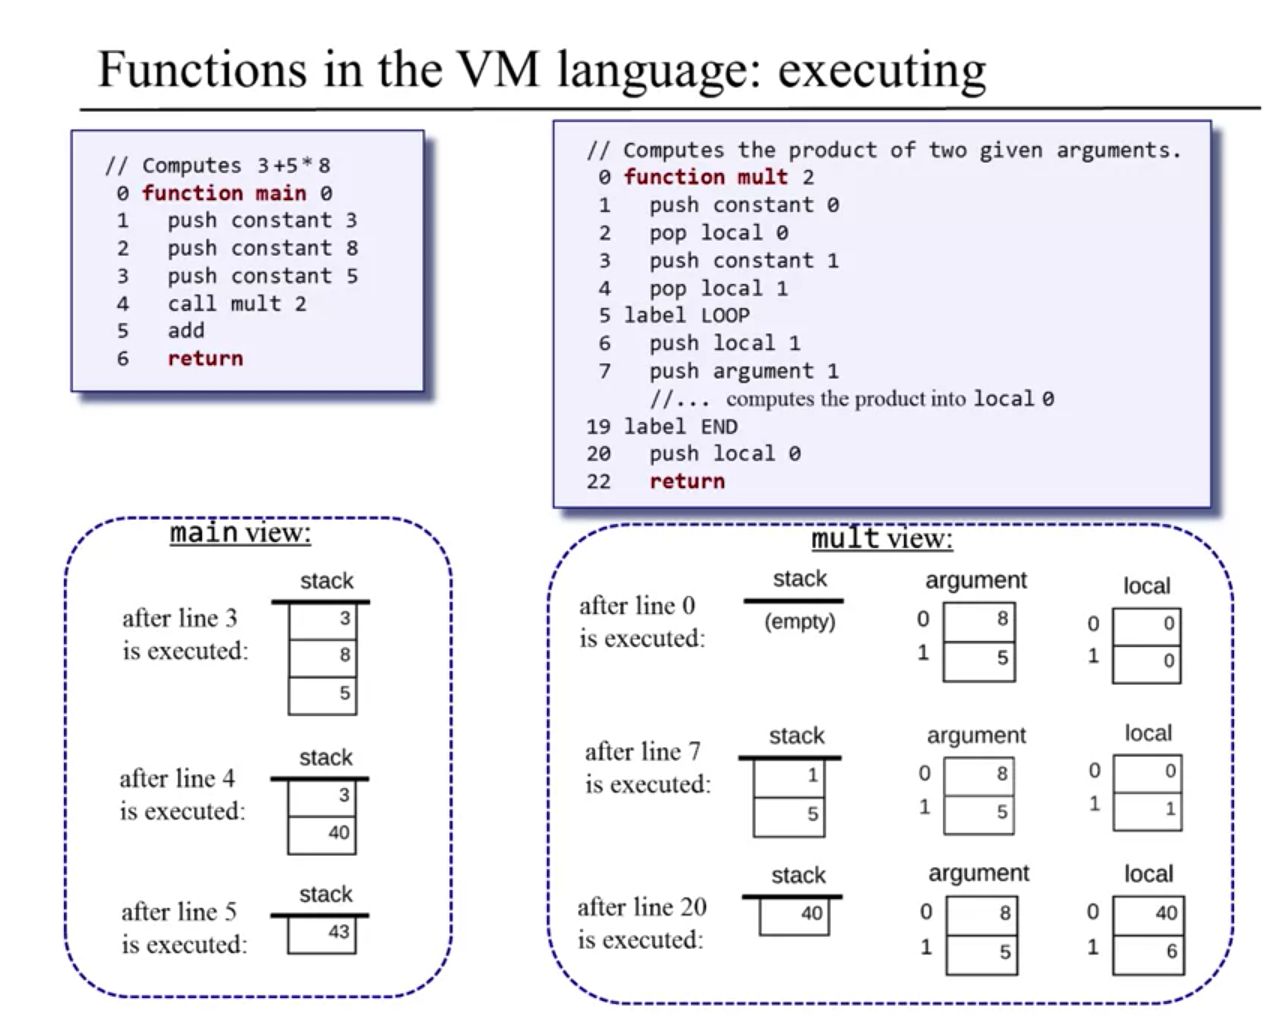 Functions in the VM language: executing
// Computes 3+5*8
0 function main 0
1 push constant 3
2 push constant 8
3 push constant 5
4 call mult 2
5 add
6 return
// Computes the product of two given arguments.
0 function mult 2
1 push constant 0
2 pop local 0
3 push constant 1
4 pop local 1
5 label LOOP
6 push local 1
7 push argument 1
//... computes the product into local 0
19 label END
20 push local 0
22 return
main view:
stack
after line 3
is executed:
3
8
5
stack
after line 4
is executed:
3
40
stack
after line 5
is executed:
43
mult view:
stack argument local
after line 0
is executed:
(empty)
0 8
1 5
0 0
1 0
stack argument local
after line 7
is executed:
1
5
0 8
1 5
0 0
1 1
stack argument local
after line 20
is executed:
40
0 8
1 5
0 40
1 6